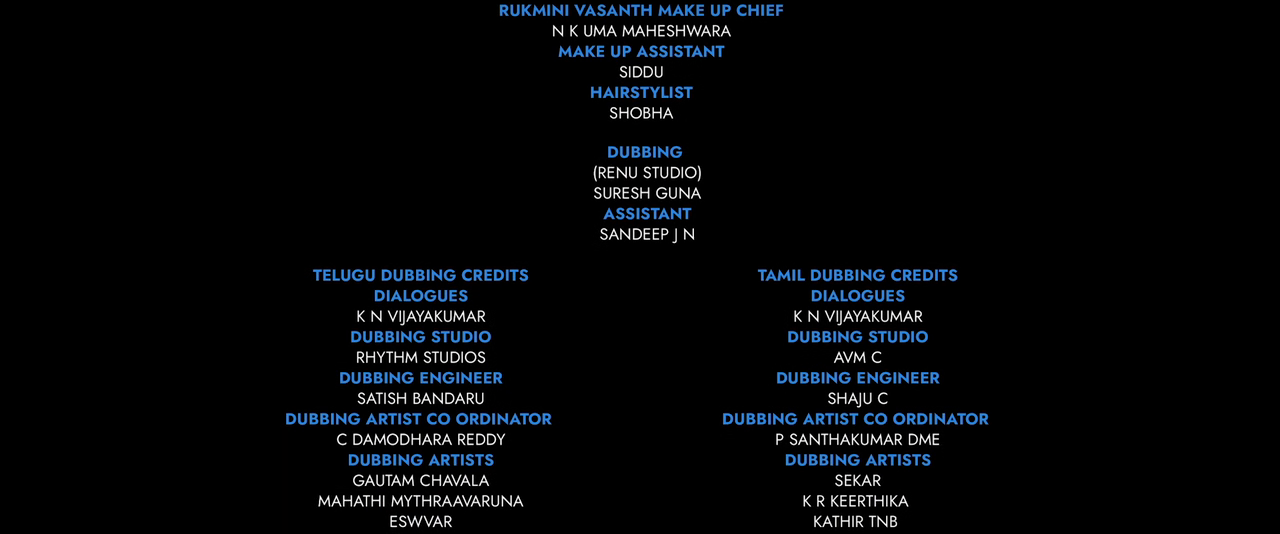 RUKMINI VASANTH MAKE UP CHIEF
N K UMA MAHESHWARA
MAKE UP ASSISTANT
SIDDU
HAIRSTYLIST
SHOBHA
DUBBING
(RENU STUDIO)
SURESH GUNA
ASSISTANT
SANDEEP J N
TELUGU DUBBING CREDITS
DIALOGUES
K N VIJAYAKUMAR
DUBBING STUDIO
RHYTHM STUDIOS
DUBBING ENGINEER
SATISH BANDARU
DUBBING ARTIST CO ORDINATOR
C DAMODHARA REDDY
DUBBING ARTISTS
GAUTAM CHAVALA
MAHATHI MYTHRAAVARUNA
ESWVAR
TAMIL DUBBING CREDITS
DIALOGUES
K N VIJAYAKUMAR
DUBBING STUDIO
AVM C
DUBBING ENGINEER
SHAJU C
DUBBING ARTIST CO ORDINATOR
P SANTHAKUMAR DME
DUBBING ARTISTS
SEKAR
K R KEERTHIKA
KATHIR TNB